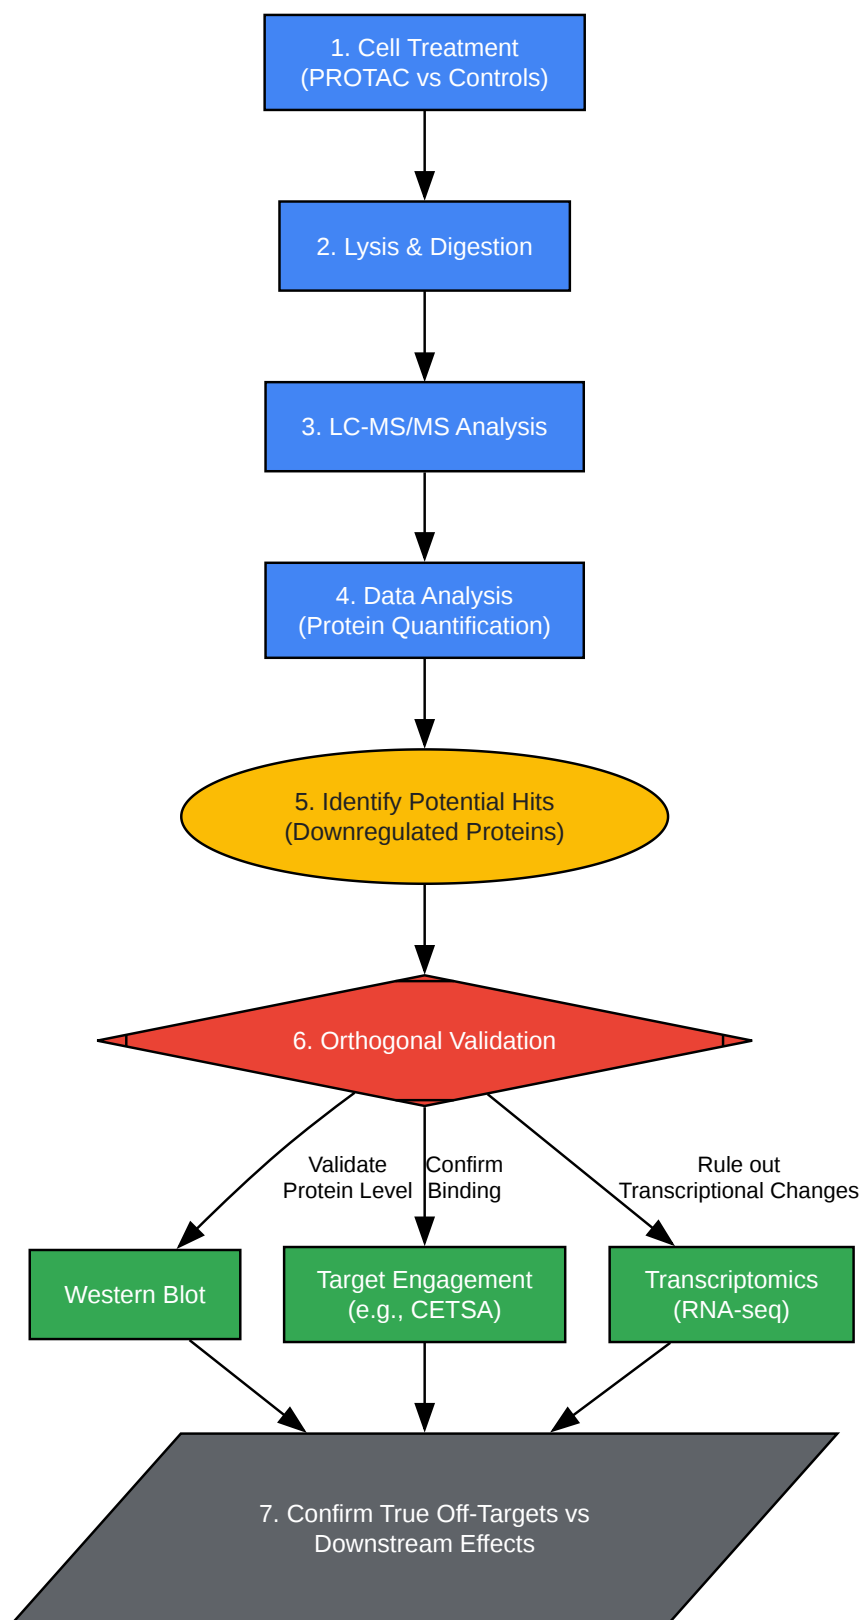 1. Cell Treatment
(PROTAC vs Controls)
2. Lysis & Digestion
3. LC-MS/MS Analysis
4. Data Analysis
(Protein Quantification)
5. Identify Potential Hits
(Downregulated Proteins)
6. Orthogonal Validation
Validate
Protein Level
Confirm
Binding
Rule out
Transcriptional Changes
Western Blot
Target Engagement
(e.g., CETSA)
Transcriptomics
(RNA-seq)
7. Confirm True Off-Targets vs
Downstream Effects